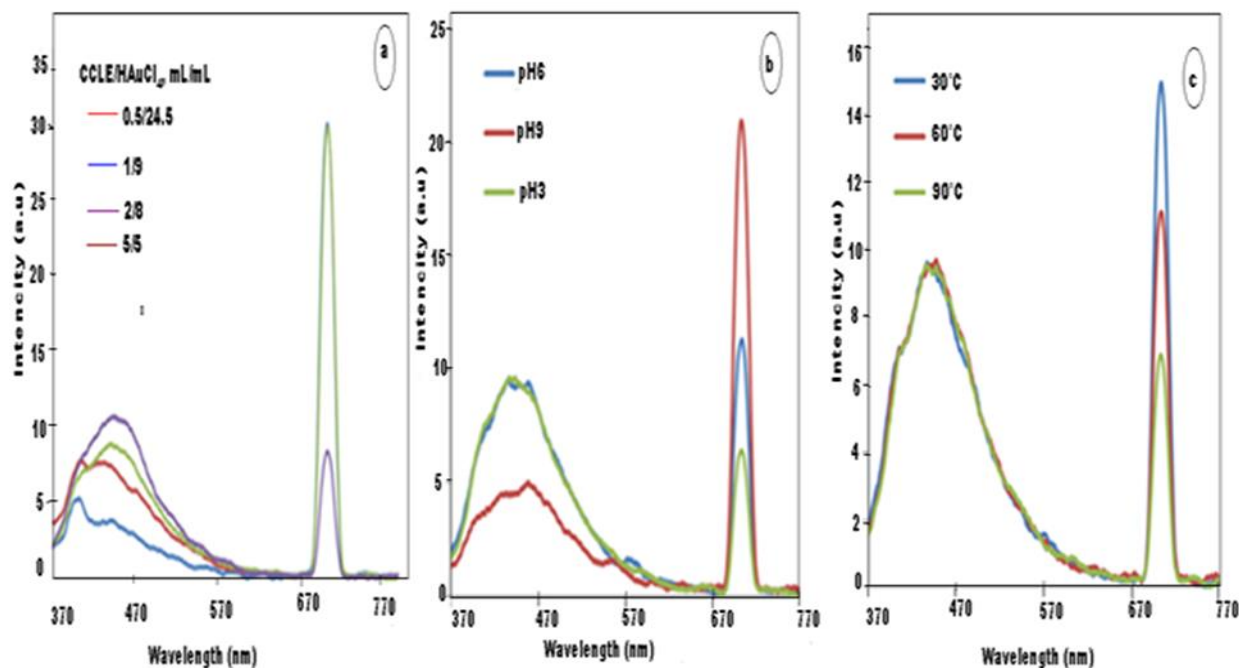 a
CCLE/HAuCl4, mL/mL
0.5/24.5
1/9
2/8
5/5
35
30
25
20
15
10
5
0
Intencity (a.u)
370 470 570 670 770
Wavelength (nm)
b
pH6
pH9
pH3
25
20
15
10
5
0
Intencity (a.u)
370 470 570 670 770
Wavelength (nm)
c
30°C
60°C
90°C
16
14
12
10
8
6
4
2
0
Intencity (a.u)
370 470 570 670 770
Wavelength (nm)